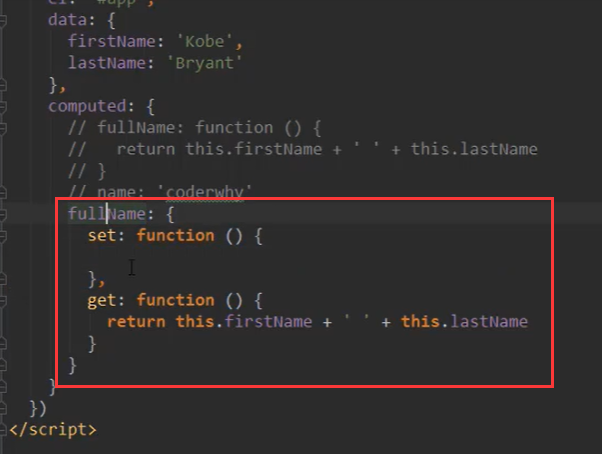 el: '#app',
data: {
firstName: 'Kobe',
lastName: 'Bryant'
},
computed: {
// fullName: function () {
//   return this.firstName + ' ' + this.lastName
// }
// name: 'coderwhy'
fullName: {
set: function () {
},
get: function () {
return this.firstName + ' ' + this.lastName
}
}
}
})
</script>